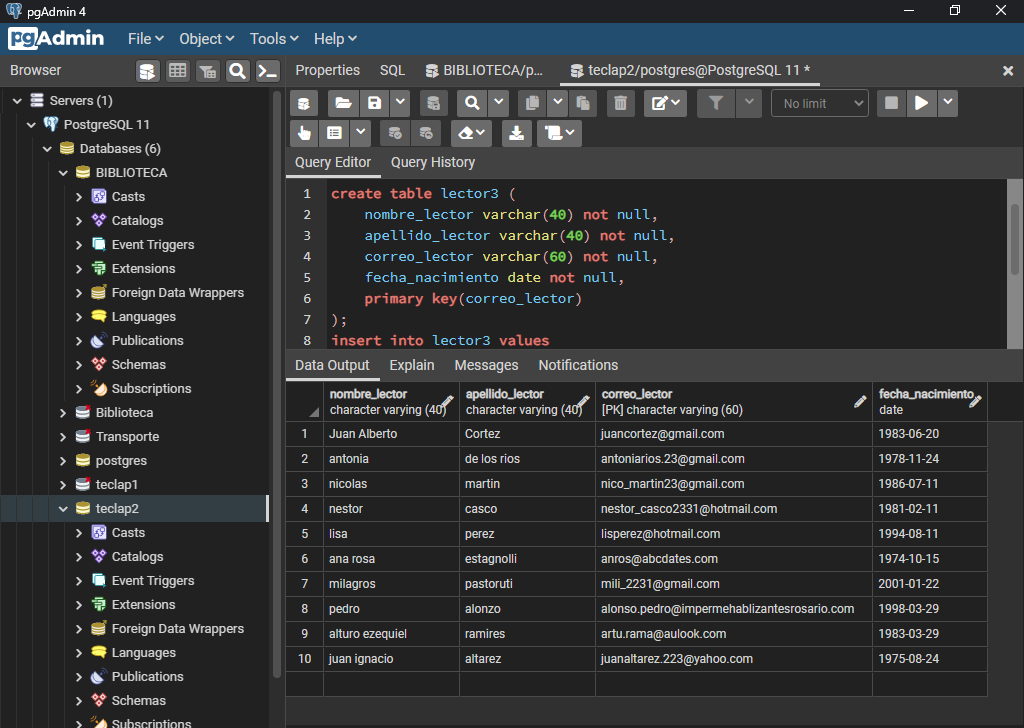 pgAdmin 4
pgAdmin File Object Tools Help
Browser
Properties SQL BIBLIOTECA/p... teclap2/postgres@PostgreSQL 11 *
No limit
Servers (1)
PostgreSQL 11
Databases (6)
BIBLIOTECA
Casts
Catalogs
Event Triggers
Extensions
Foreign Data Wrappers
Languages
Publications
Schemas
Subscriptions
Biblioteca
Transporte
postgres
teclap1
teclap2
Casts
Catalogs
Event Triggers
Extensions
Foreign Data Wrappers
Languages
Publications
Schemas
Subscriptions
Query Editor Query History
1 create table lector3 (
2 nombre_lector varchar(40) not null,
3 apellido_lector varchar(40) not null,
4 correo_lector varchar(60) not null,
5 fecha_nacimiento date not null,
6 primary key(correo_lector)
7 );
8 insert into lector3 values
Data Output Explain Messages Notifications
nombre_lector apellido_lector correo_lector fecha_nacimiento
character varying (40) character varying (40) [PK] character varying (60) date
1 Juan Alberto Cortez juancortez@gmail.com 1983-06-20
2 antonia de los rios antoniarios.23@gmail.com 1978-11-24
3 nicolas martin nico_martin23@gmail.com 1986-07-11
4 nestor casco nestor_casco2331@hotmail.com 1981-02-11
5 lisa perez lisperez@hotmail.com 1994-08-11
6 ana rosa estagnolli anros@abcdates.com 1974-10-15
7 milagros pastoruti mili_2231@gmail.com 2001-01-22
8 pedro alonzo alonso.pedro@impermehablizantesrosario.com 1998-03-29
9 alturo ezequiel ramires artu.rama@aulook.com 1983-03-29
10 juan ignacio altarez juanaltarez.223@yahoo.com 1975-08-24